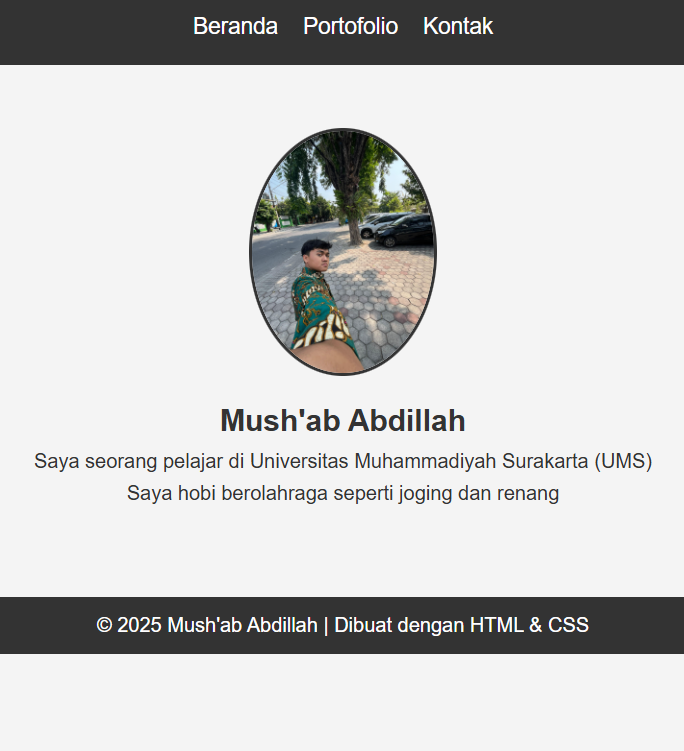 Beranda Portofolio Kontak
Mush'ab Abdillah
Saya seorang pelajar di Universitas Muhammadiyah Surakarta (UMS)
Saya hobi berolahraga seperti joging dan renang
© 2025 Mush'ab Abdillah | Dibuat dengan HTML & CSS